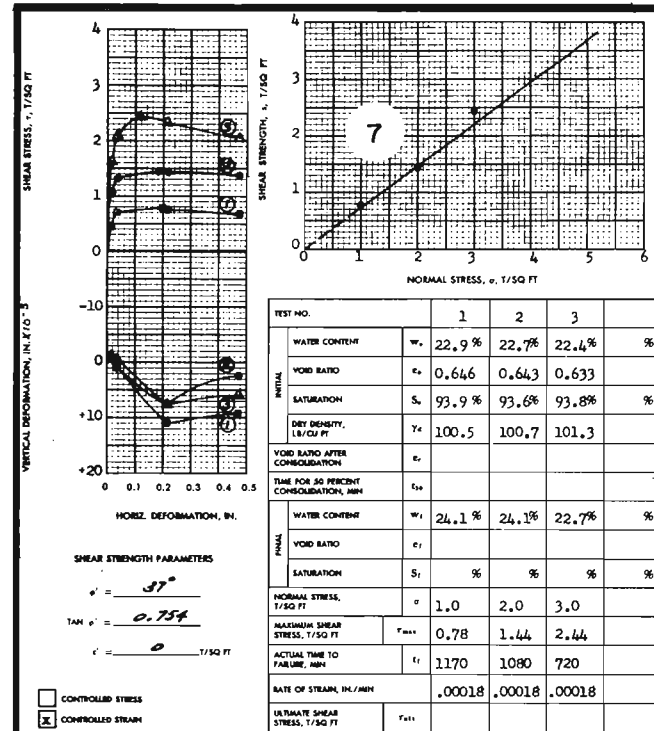 SHEAR STRESS, τ, T/SQ FT
4
3
2
1
0
③
②
①
VERTICAL DEFORMATION, IN. X10⁻³
-10
0
+10
+20
②
③
①
0 0.1 0.2 0.3 0.4 0.5
HORIZ. DEFORMATION, IN.
SHEAR STRENGTH, s, T/SQ FT
4
3
2
1
0
7
0 1 2 3 4 5 6
NORMAL STRESS, σ, T/SQ FT
SHEAR STRENGTH PARAMETERS
φ' = 37°
TAN φ' = 0.754
c' = 0 T/SQ FT
CONTROLLED STRESS
X CONTROLLED STRAIN
TEST NO. 1 2 3
INITIAL
WATER CONTENT w₀ 22.9% 22.7% 22.4% %
VOID RATIO e₀ 0.646 0.643 0.633
SATURATION S₀ 93.9% 93.6% 93.8% %
DRY DENSITY, LB/CU FT γd 100.5 100.7 101.3
VOID RATIO AFTER CONSOLIDATION
TIME FOR 50 PERCENT CONSOLIDATION, MIN t₅₀
FINAL
WATER CONTENT wf 24.1% 24.1% 22.7% %
VOID RATIO ef
SATURATION Sf % % % %
NORMAL STRESS, T/SQ FT σ 1.0 2.0 3.0
MAXIMUM SHEAR STRESS, T/SQ FT τmax 0.78 1.44 2.44
ACTUAL TIME TO FAILURE, MIN tf 1170 1080 720
RATE OF STRAIN, IN./MIN .00018 .00018 .00018
ULTIMATE SHEAR STRESS, T/SQ FT τult